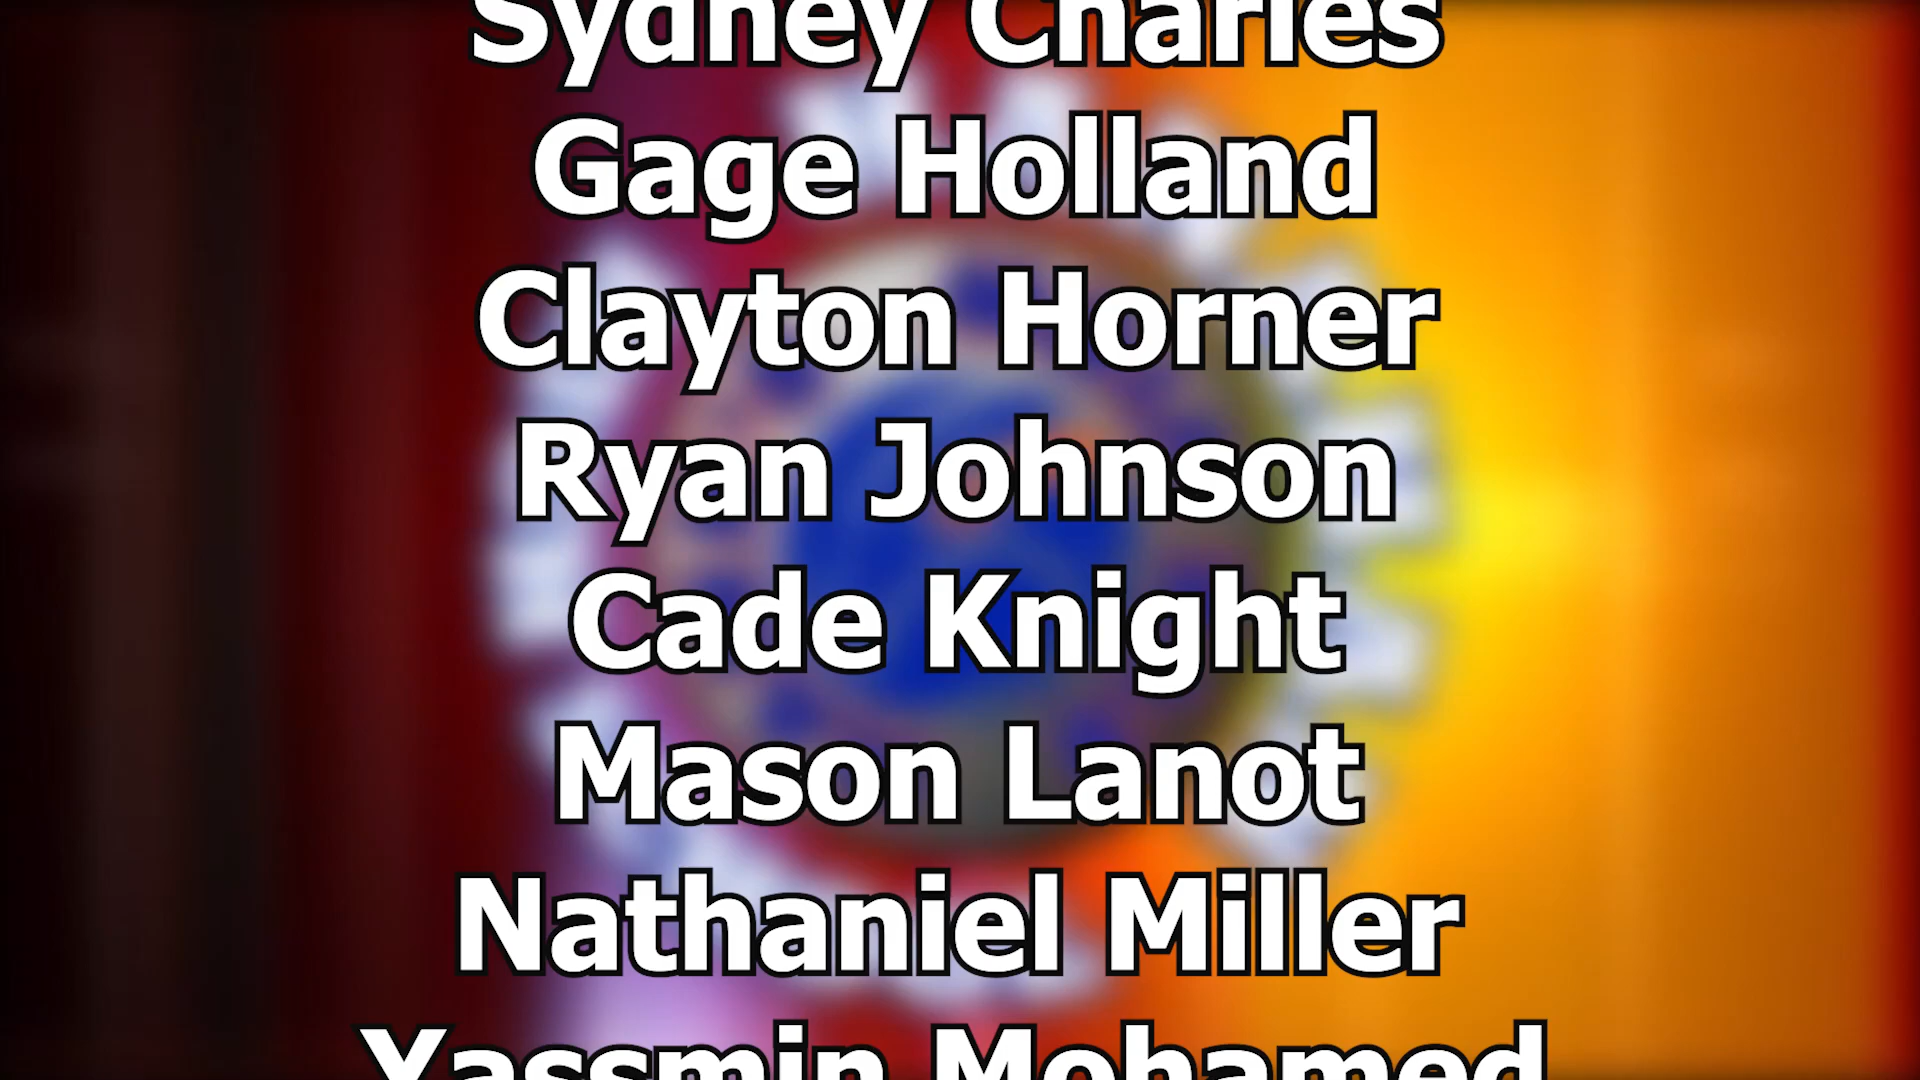 Sydney Charles
Gage Holland
Clayton Horner
Ryan Johnson
Cade Knight
Mason Lanot
Nathaniel Miller
Yassmin Mohamed